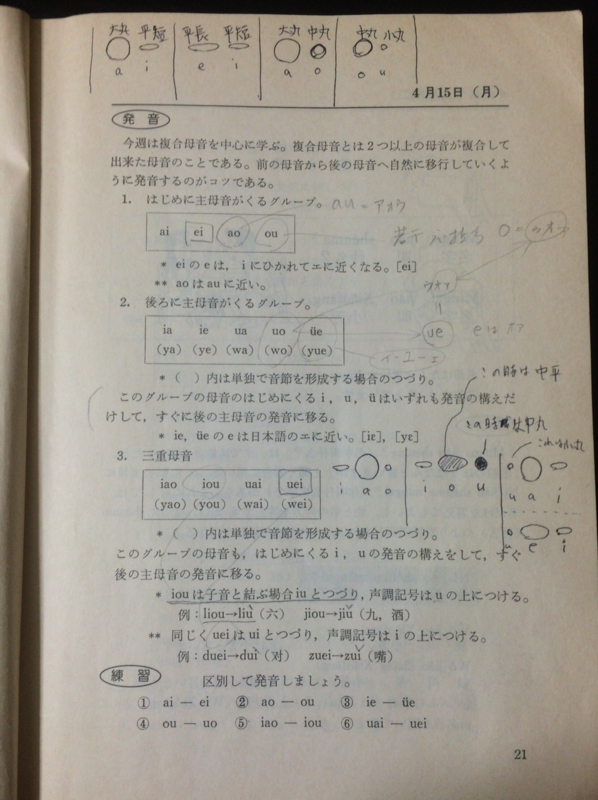 大丸 平短 平長 平短 大丸 中丸 中丸 小丸
a i e i a o o u
4月15日（月）
発音
今週は複合母音を中心に学ぶ。複合母音とは2つ以上の母音が複合して
出来た母音のことである。前の母音から後の母音へ自然に移行していくよ
うに発音するのがコツである。
1. はじめに主母音がくるグループ。 au = アオウ
ai ei ao ou
* eiのeは，iにひかれてエに近くなる。[ei]
** aoはauに近い。
2. 後ろに主母音がくるグループ。
ia ie ua uo üe
(ya) (ye) (wa) (wo) (yue)
ue
* （ ）内は単独で音節を形成する場合のつづり。
この時は中平
このグループの母音のはじめにくるi，u，üはいずれも発音の構えだ
けして，すぐに後の主母音の発音に移る。
この時は中丸
* ie, üeのeは日本語のエに近い。[iɛ], [yɛ]
3. 三重母音
iao iou uai uei
(yao) (you) (wai) (wei)
i a o i o u u a i
u e i
* （ ）内は単独で音節を形成する場合のつづり。
このグループの母音も，はじめにくるi，uの発音の構えをして，すぐ
後の主母音の発音に移る。
* iouは子音と結ぶ場合iuとつづり，声調記号はuの上につける。
例：liou→liù（六） jiou→jiǔ（九，酒）
** 同じくueiはuiとつづり，声調記号はiの上につける。
例：duei→duì（对） zuei→zuǐ（嘴）
練習 区別して発音しましょう。
① ai — ei ② ao — ou ③ ie — üe
④ ou — uo ⑤ iao — iou ⑥ uai — uei
21